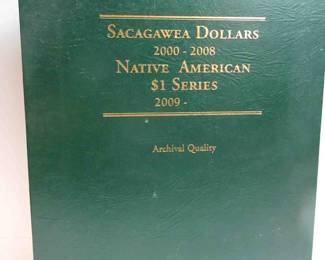 Sacagawea Dollars
2000 - 2008
Native American
$1 Series
2009 -
Archival Quality